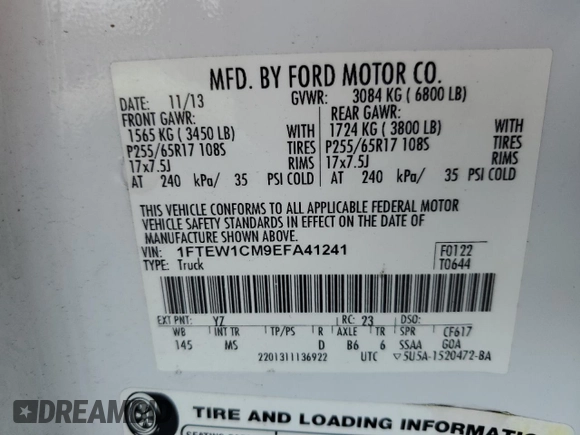 MFD. BY FORD MOTOR CO.
DATE: 11/13 GVWR: 3084 KG ( 6800 LB)
FRONT GAWR: REAR GAWR:
1565 KG ( 3450 LB) WITH 1724 KG ( 3800 LB) WITH
P255/65R17 108S TIRES P255/65R17 108S TIRES
17x7.5J RIMS 17x7.5J RIMS
AT 240 kPa/ 35 PSI COLD AT 240 kPa/ 35 PSI COLD
THIS VEHICLE CONFORMS TO ALL APPLICABLE FEDERAL MOTOR
VEHICLE SAFETY STANDARDS IN EFFECT ON THE DATE OF
MANUFACTURE SHOWN ABOVE.
VIN: 1FTEW1CM9EFA41241 F0122
TYPE: Truck T0644
EXT PNT: YZ RC: 23 DSO:
WB INT TR TP/PS R AXLE TR SPR CF617
145 MS D B6 6 SSAA GOA
2201311136922 UTC ▽SU5A-1520472-BA
TIRE AND LOADING INFORMATION
DREAMO